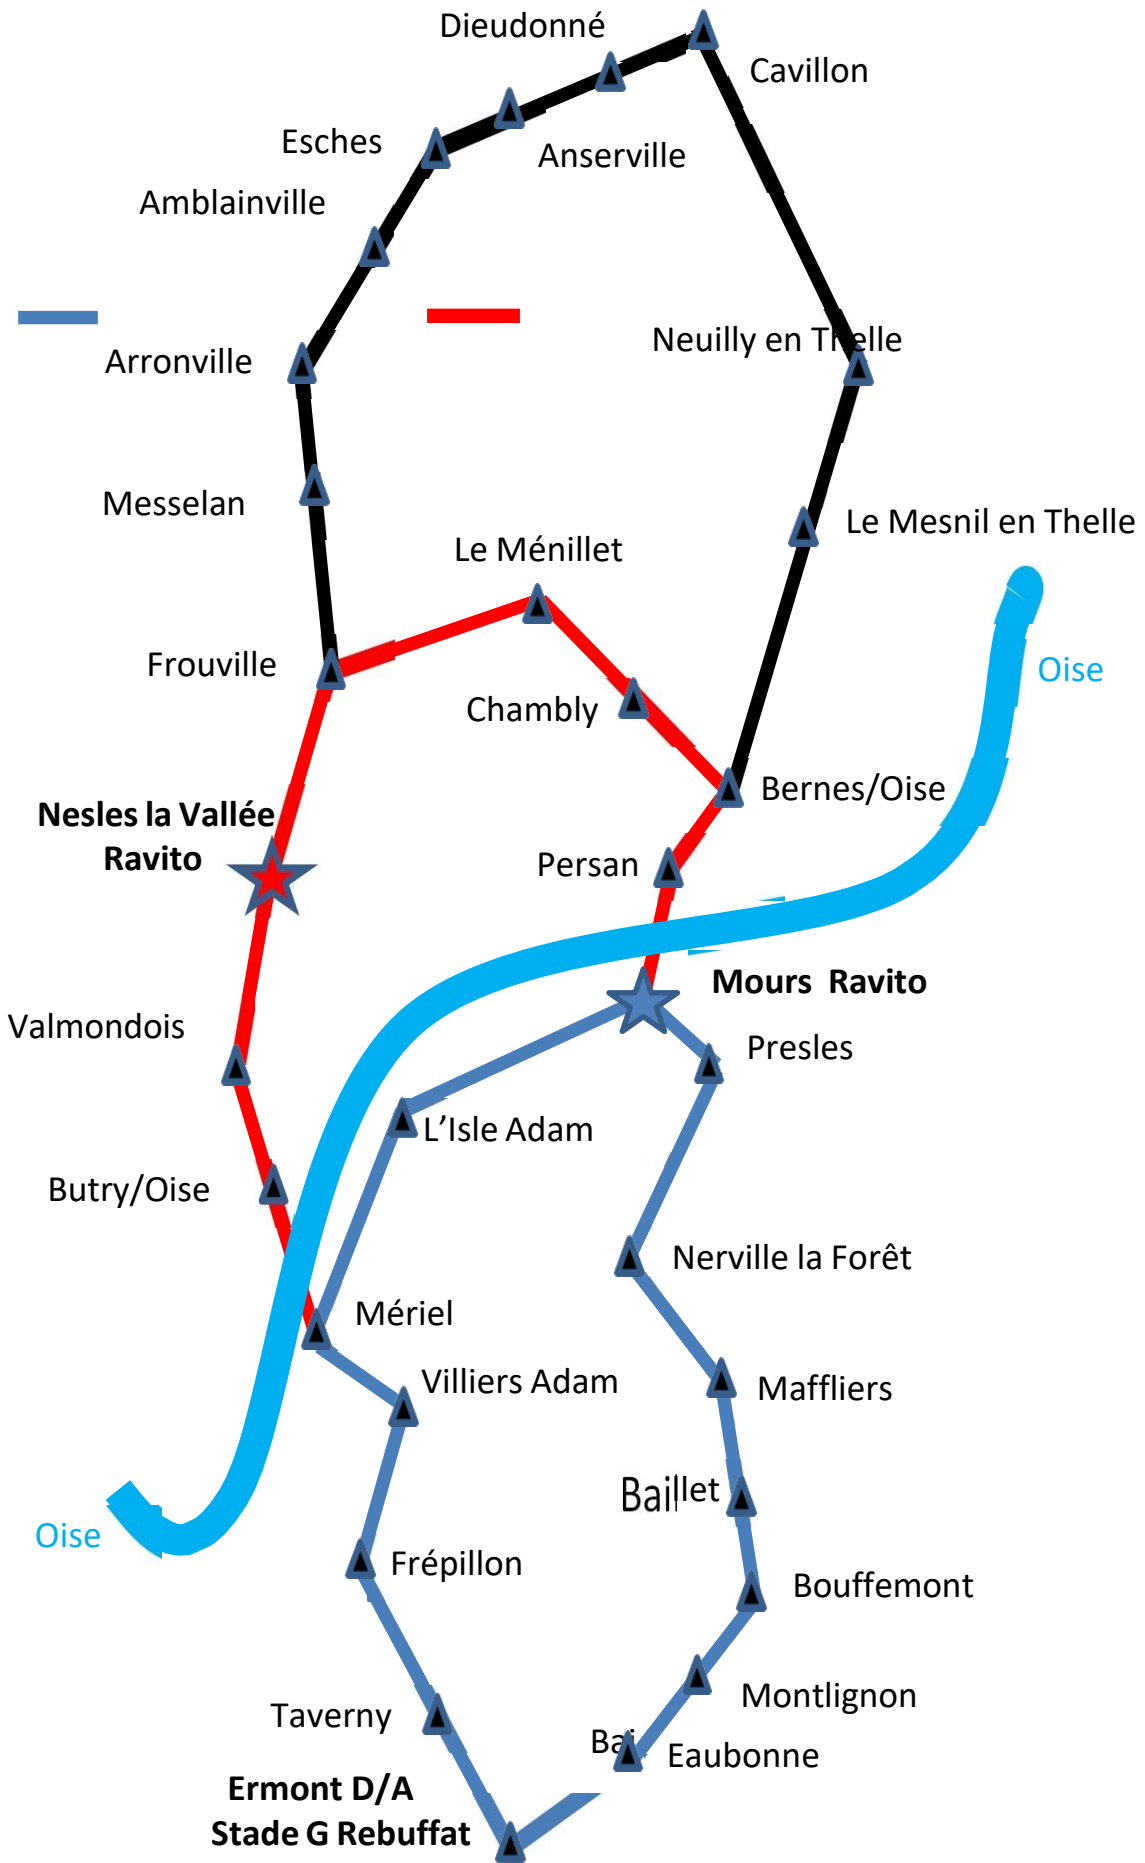 Dieudonné
Cavillon
Esches
Anserville
Amblainville
Neuilly en Thelle
Arronville
Messelan
Le Mesnil en Thelle
Le Ménillet
Frouville
Oise
Chambly
Bernes/Oise
Nesles la Vallée
Ravito
Persan
Mours Ravito
Valmondois
Presles
L'Isle Adam
Butry/Oise
Nerville la Forêt
Mériel
Villiers Adam
Maffliers
Baillet
Oise
Frépillon
Bouffemont
Montlignon
Taverny
Bai
Eaubonne
Ermont D/A
Stade G Rebuffat